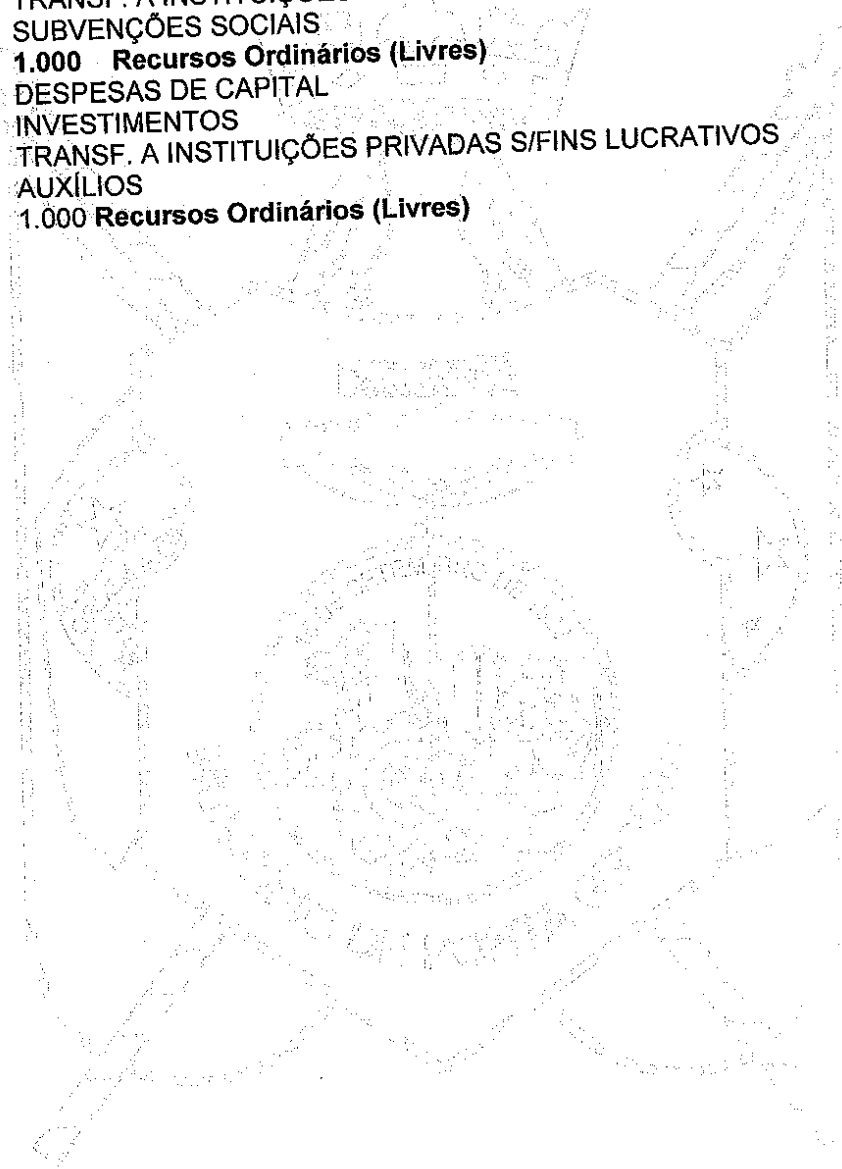 SUBVENÇÕES SOCIAIS
1.000 Recursos Ordinários (Livres)
DESPESAS DE CAPITAL
INVESTIMENTOS
TRANSF. A INSTITUIÇÕES PRIVADAS S/FINS LUCRATIVOS
AUXÍLIOS
1.000 Recursos Ordinários (Livres)